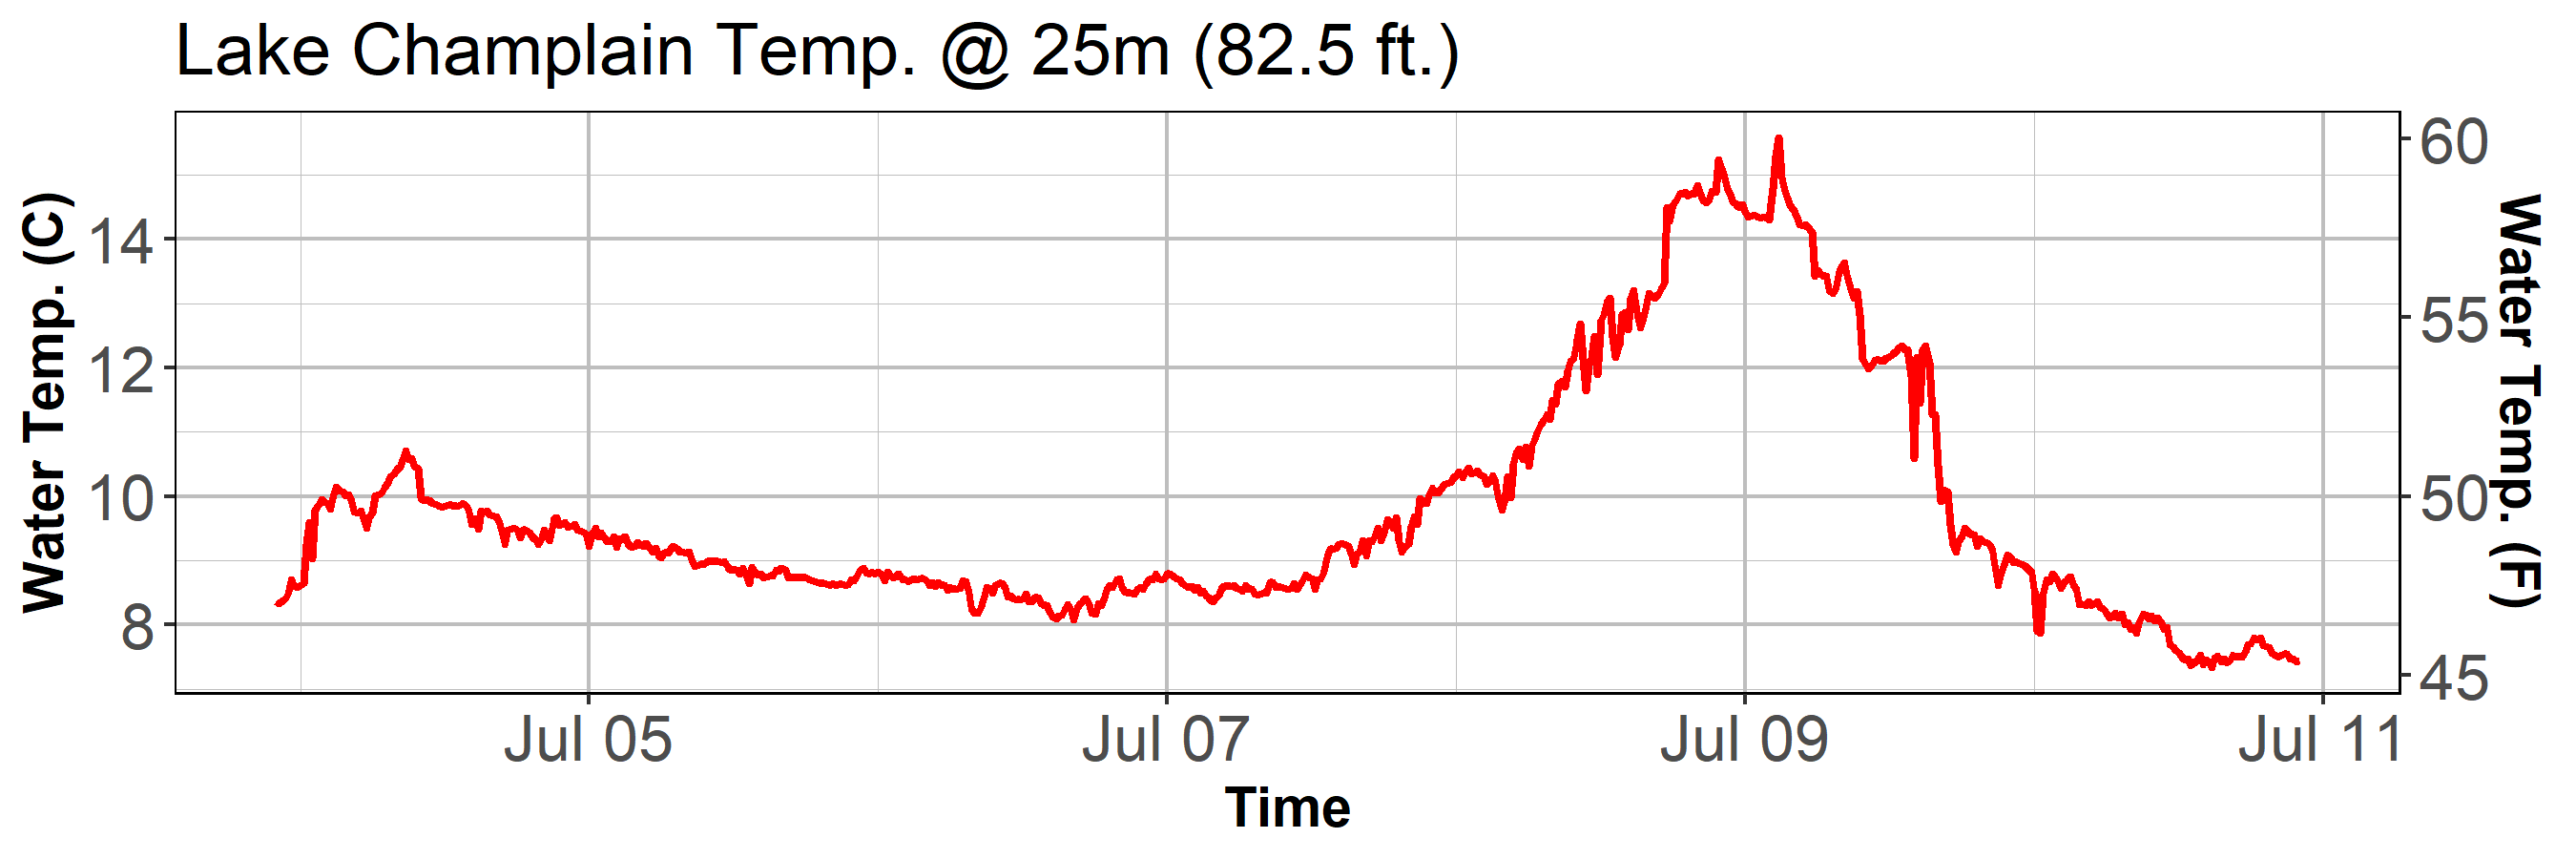 Lake Champlain Temp. @ 25m (82.5 ft.)
Water Temp. (C)
14
12
10
8
60
55
50
45
Water Temp. (F)
Jul 05
Jul 07
Jul 09
Jul 11
Time